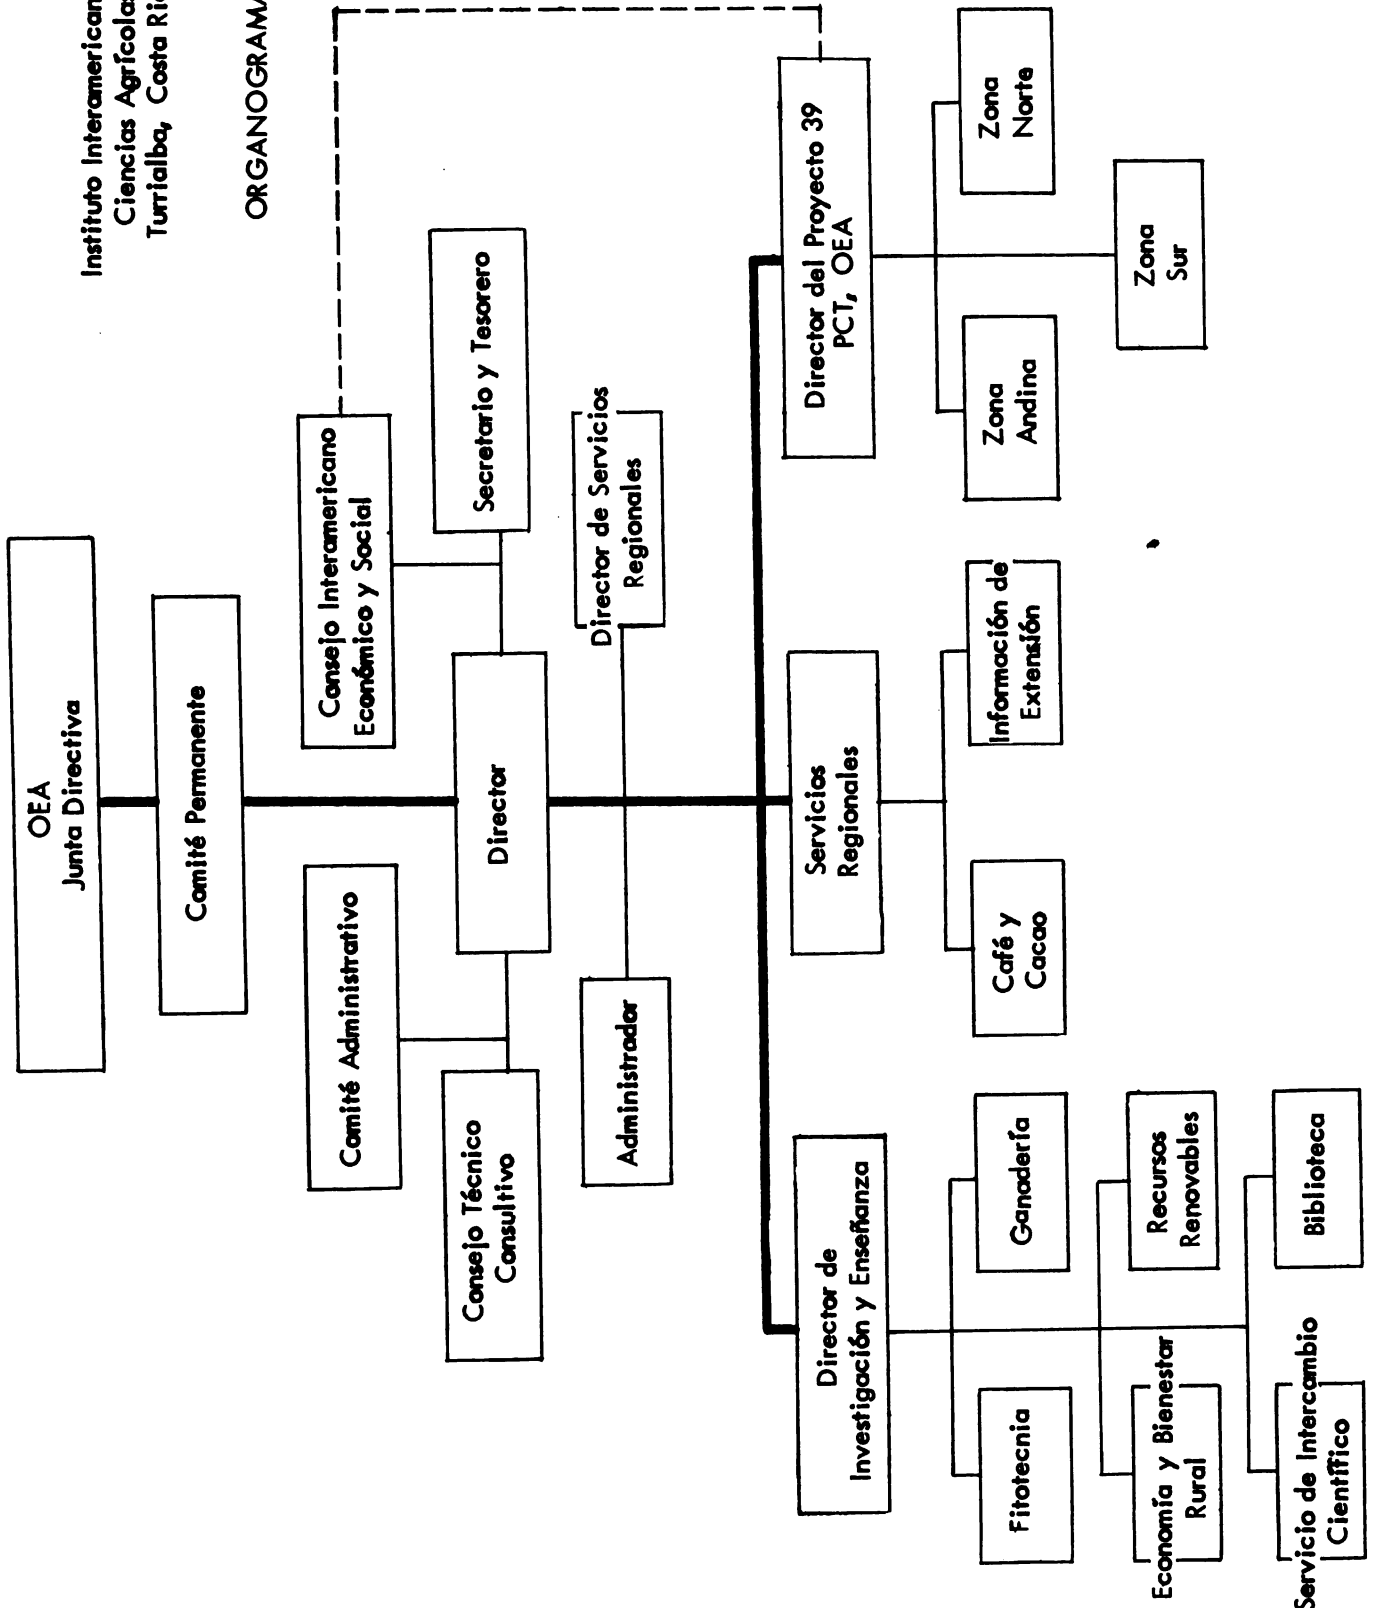 Instituto Interamerican
Ciencias Agrícolas
Turrialba, Costa Ric
ORGANOGRAMA
OEA
Junta Directiva
Comité Permanente
Comité Administrativo
Consejo Interamericano
Económico y Social
Consejo Técnico
Consultivo
Director
Secretario y Tesorero
Administrador
Director de Servicios
Regionales
Director de
Investigación y Enseñanza
Servicios
Regionales
Director del Proyecto 39
PCT, OEA
Fitotecnia
Ganadería
Café y
Cacao
Información de
Extensión
Zona
Andina
Zona
Norte
Economía y Bienestar
Rural
Recursos
Renovables
Zona
Sur
Servicio de Intercambio
Científico
Biblioteca